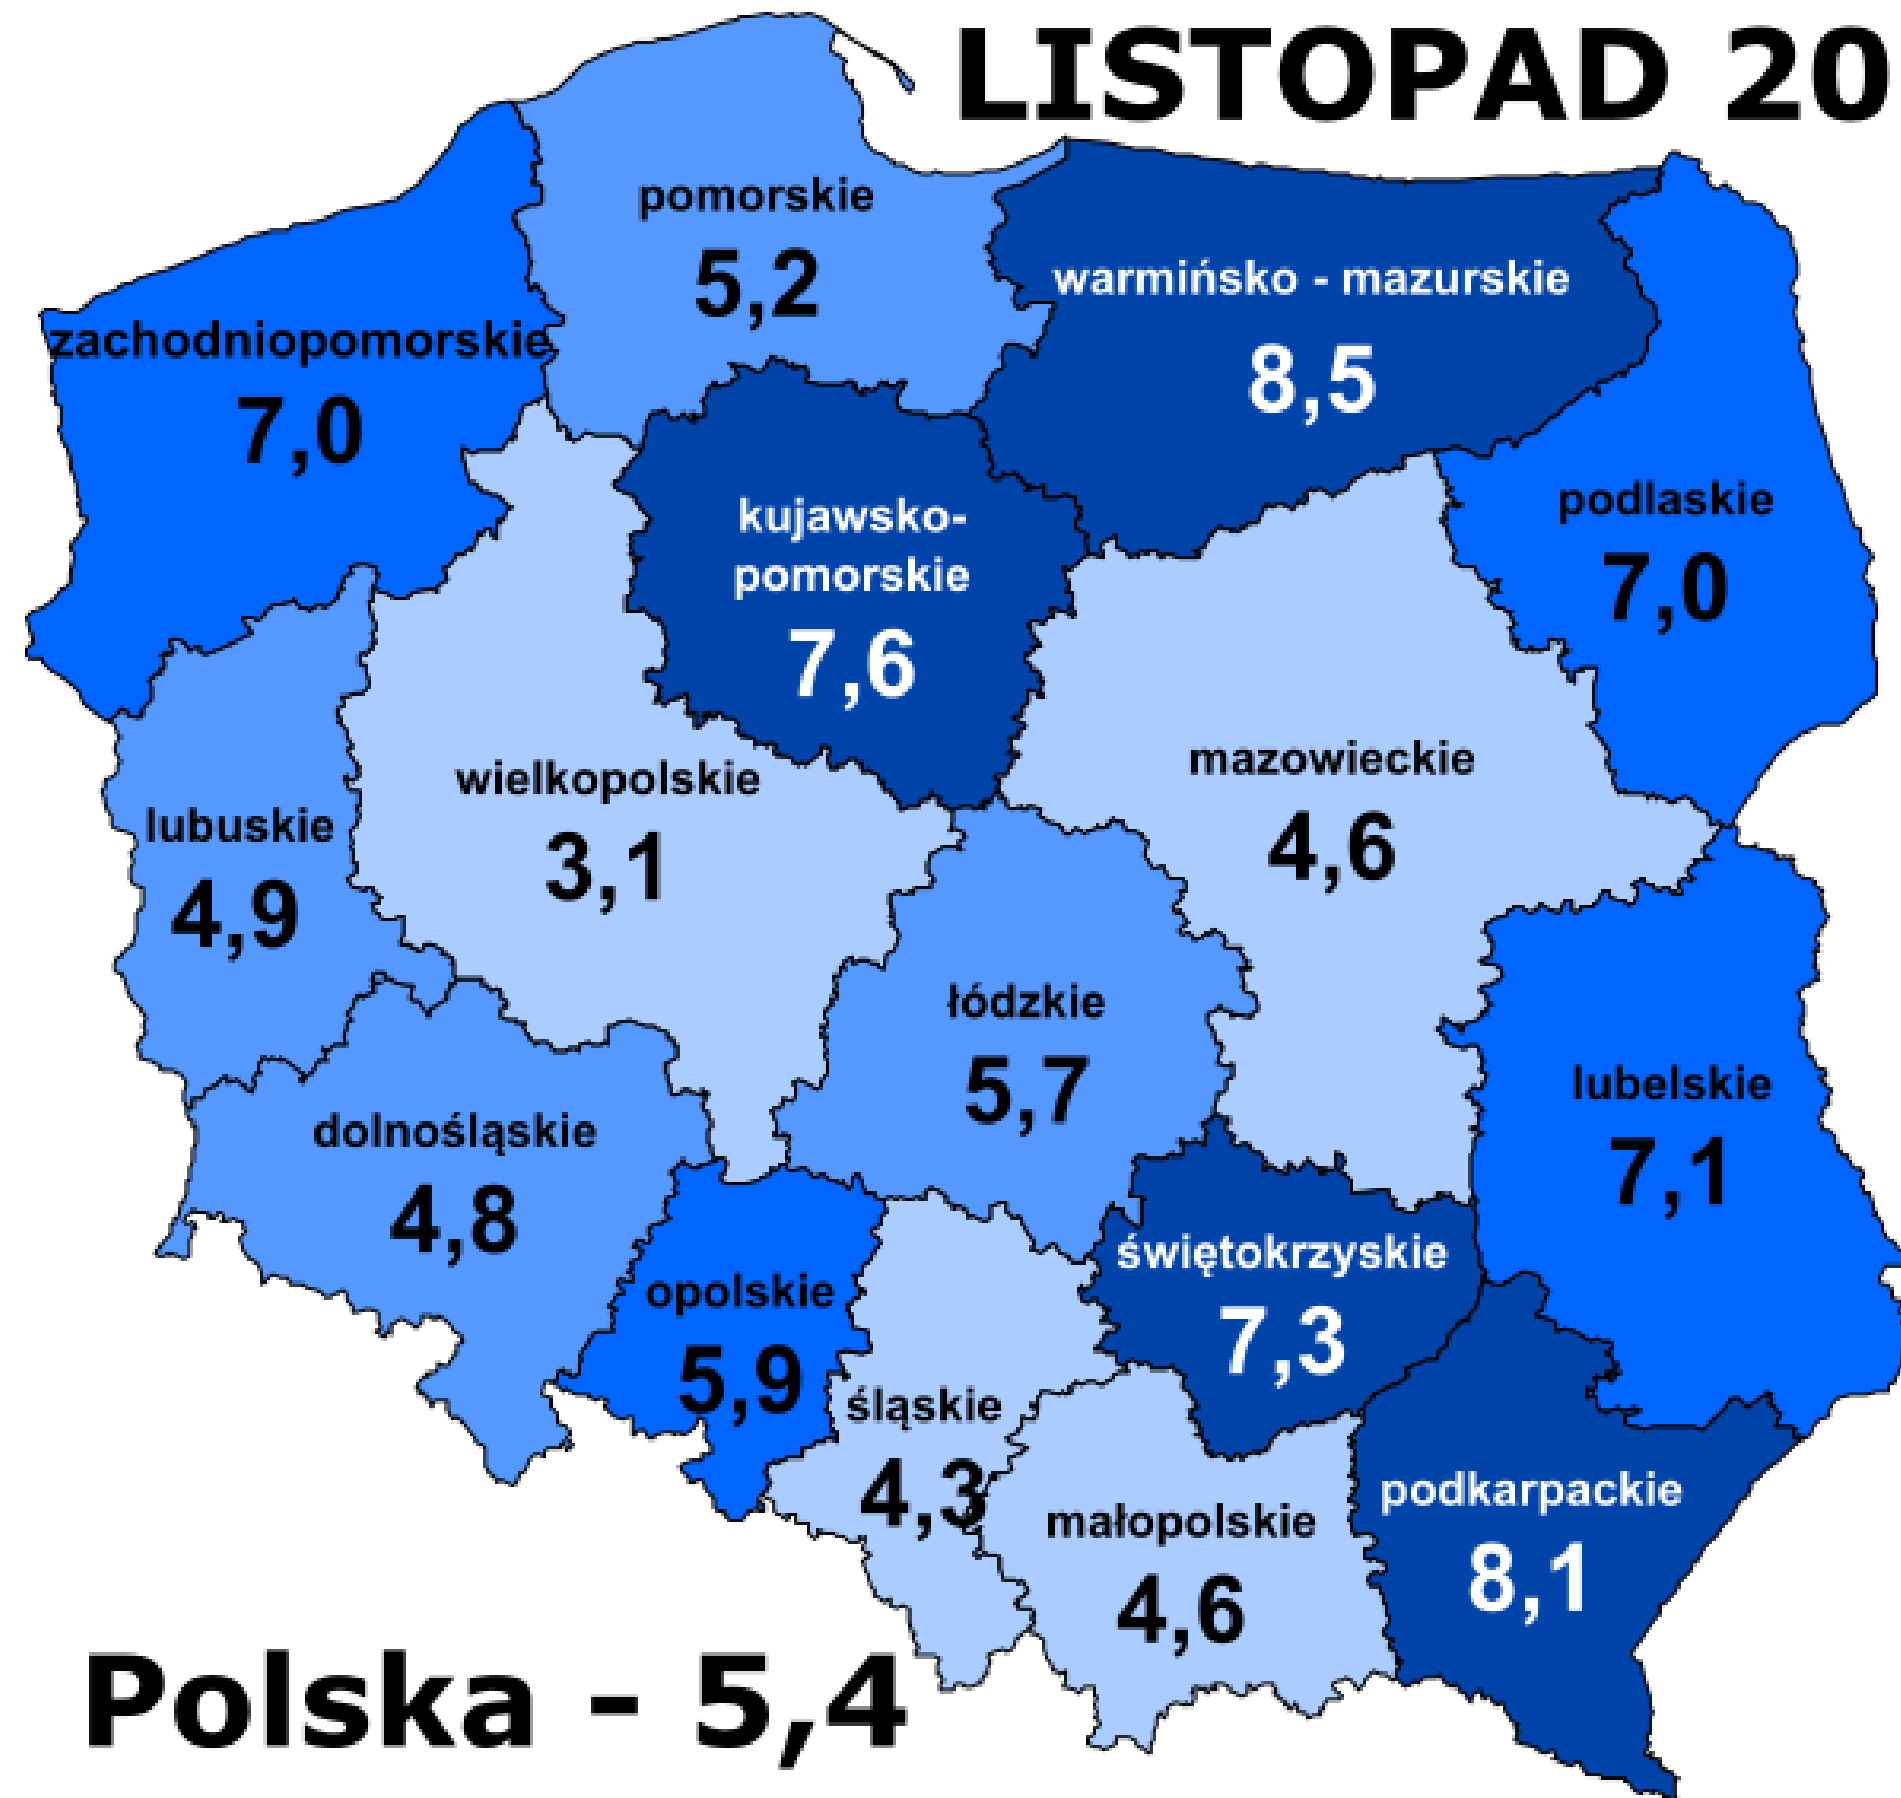 LISTOPAD 20
pomorskie
5,2
warmińsko - mazurskie
8,5
zachodniopomorskie
7,0
kujawsko-
pomorskie
7,6
podlaskie
7,0
wielkopolskie
3,1
mazowieckie
4,6
lubuskie
4,9
łódzkie
5,7
lubelskie
7,1
dolnośląskie
4,8
opolskie
5,9
świętokrzyskie
7,3
śląskie
4,3
małopolskie
4,6
podkarpackie
8,1
Polska - 5,4